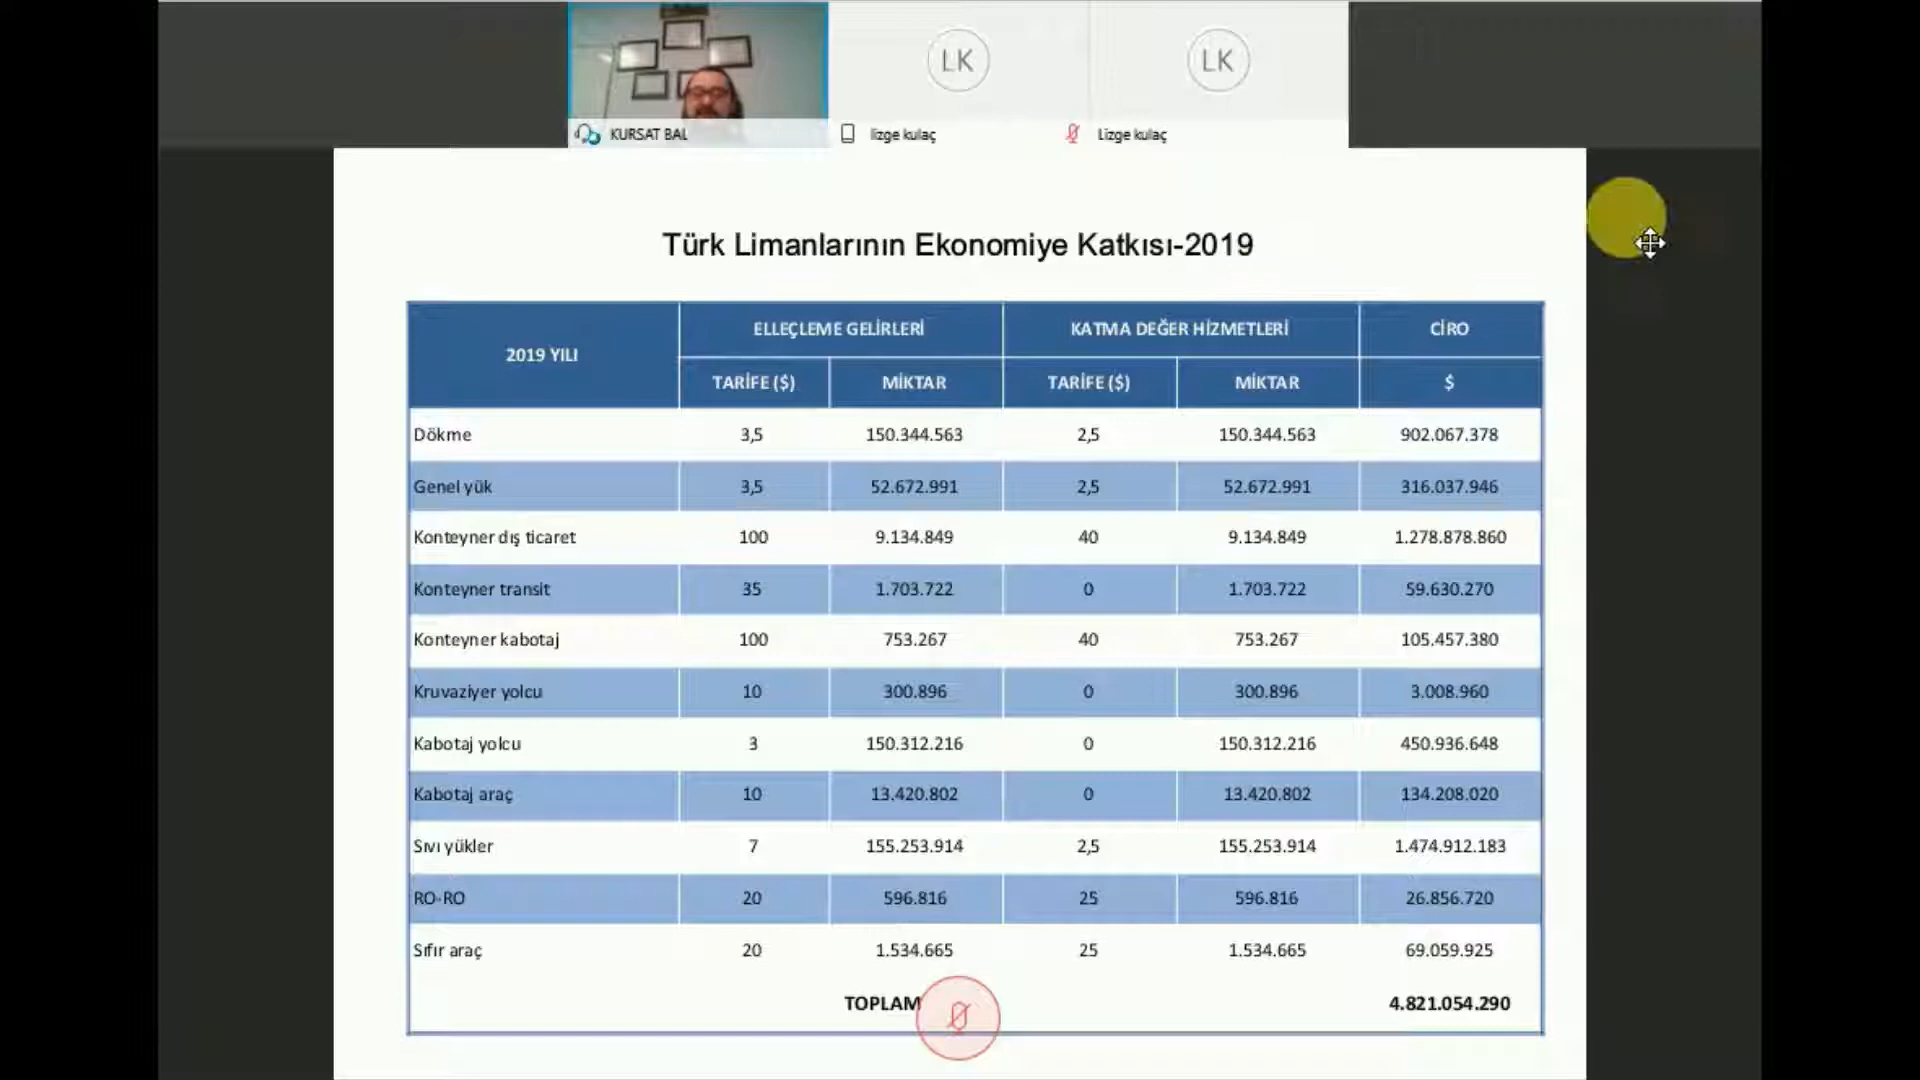 LK
LK
KURSAT BAL
lizge kulaç
Lizge kulaç
Türk Limanlarının Ekonomiye Katkısı-2019
2019 YILI
ELLEÇLEME GELİRLERİ
KATMA DEĞER HİZMETLERİ
CİRO
TARİFE ($)
MİKTAR
TARİFE ($)
MİKTAR
$
Dökme 3,5 150.344.563 2,5 150.344.563 902.067.378
Genel yük 3,5 52.672.991 2,5 52.672.991 316.037.946
Konteyner dış ticaret 100 9.134.849 40 9.134.849 1.278.878.860
Konteyner transit 35 1.703.722 0 1.703.722 59.630.270
Konteyner kabotaj 100 753.267 40 753.267 105.457.380
Kruvaziyer yolcu 10 300.896 0 300.896 3.008.960
Kabotaj yolcu 3 150.312.216 0 150.312.216 450.936.648
Kabotaj araç 10 13.420.802 0 13.420.802 134.208.020
Sıvı yükler 7 155.253.914 2,5 155.253.914 1.474.912.183
RO-RO 20 596.816 25 596.816 26.856.720
Sıfır araç 20 1.534.665 25 1.534.665 69.059.925
TOPLAM 4.821.054.290